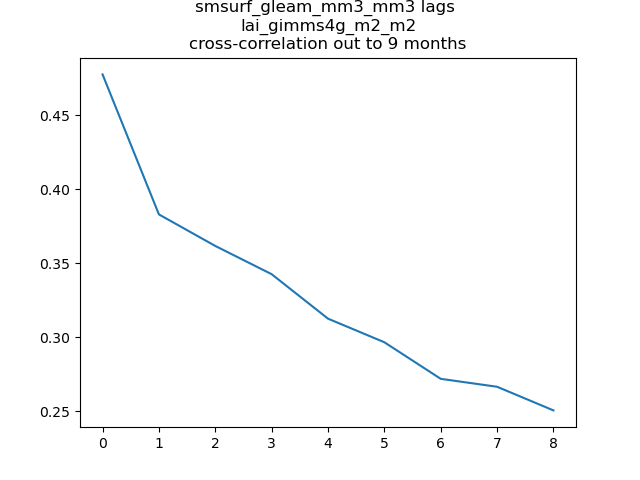 smsurf_gleam_mm3_mm3 lags
lai_gimms4g_m2_m2
cross-correlation out to 9 months
0.45
0.40
0.35
0.30
0.25
0 1 2 3 4 5 6 7 8